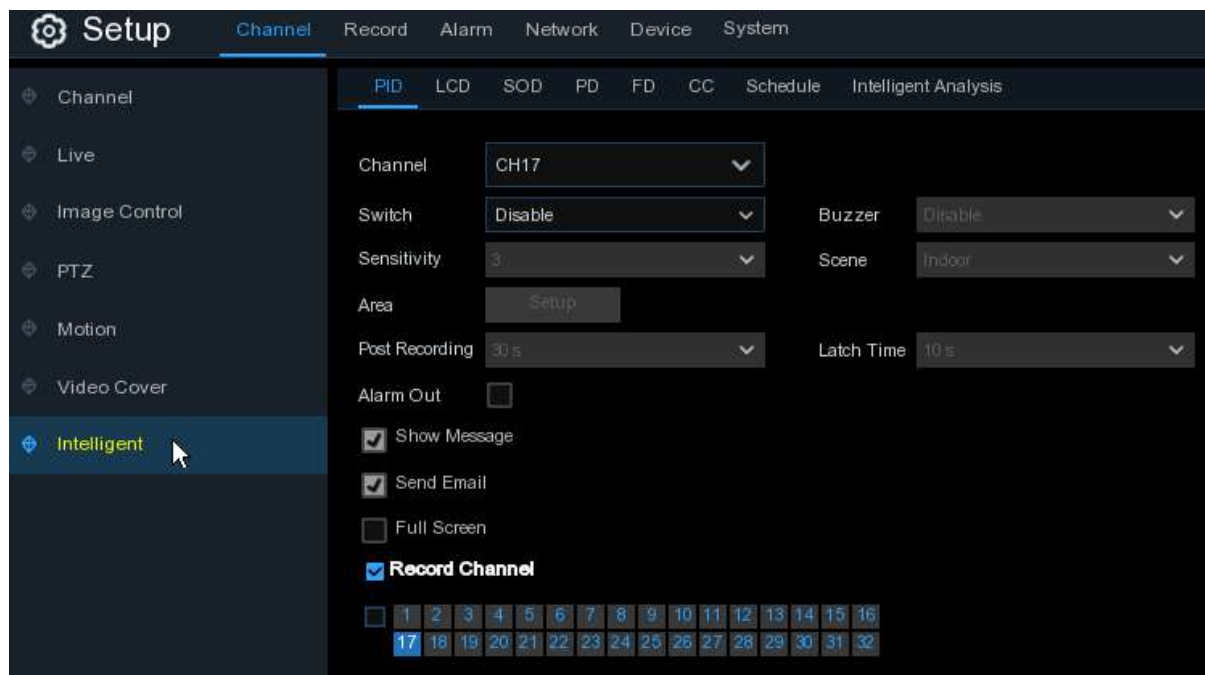 Setup Channel Record Alarm Network Device System
PID LCD SOD PD FD CC Schedule Intelligent Analysis
Channel
Live
Image Control
PTZ
Motion
Video Cover
Intelligent
Channel CH17
Switch Disable Buzzer Disable
Sensitivity 3 Scene Indoor
Area Setup
Post Recording 30 s Latch Time 10 s
Alarm Out
Show Message
Send Email
Full Screen
Record Channel
1 2 3 4 5 6 7 8 9 10 11 12 13 14 15 16
17 18 19 20 21 22 23 24 25 26 27 28 29 30 31 32